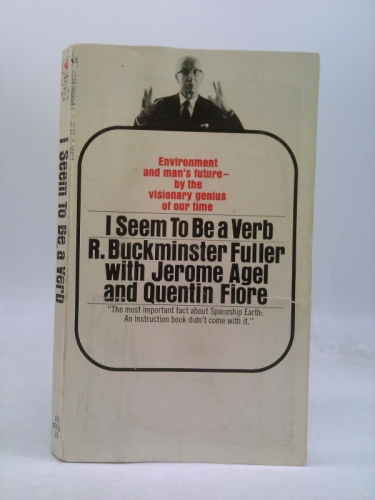 Environment
and man's future—
by the
visionary genius
of our time
I Seem To Be a Verb
R. Buckminster Fuller
with Jerome Agel
and Quentin Fiore
"The most important fact about Spaceship Earth:
An instruction book didn't come with it."
I Seem To Be a Verb